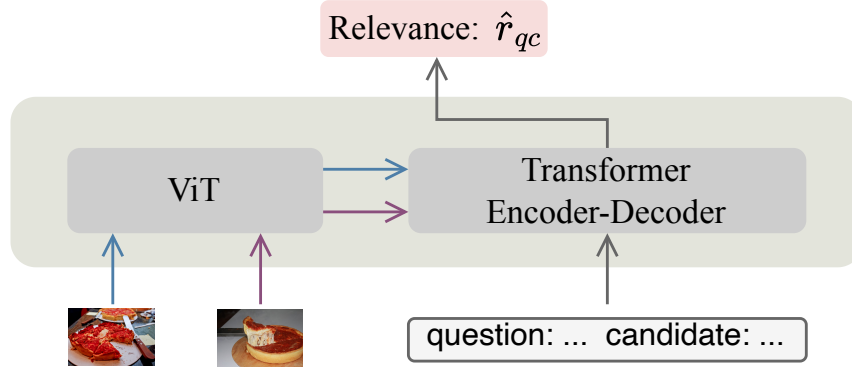 Relevance: r̂qc
ViT
Transformer
Encoder-Decoder
question: ... candidate: ...